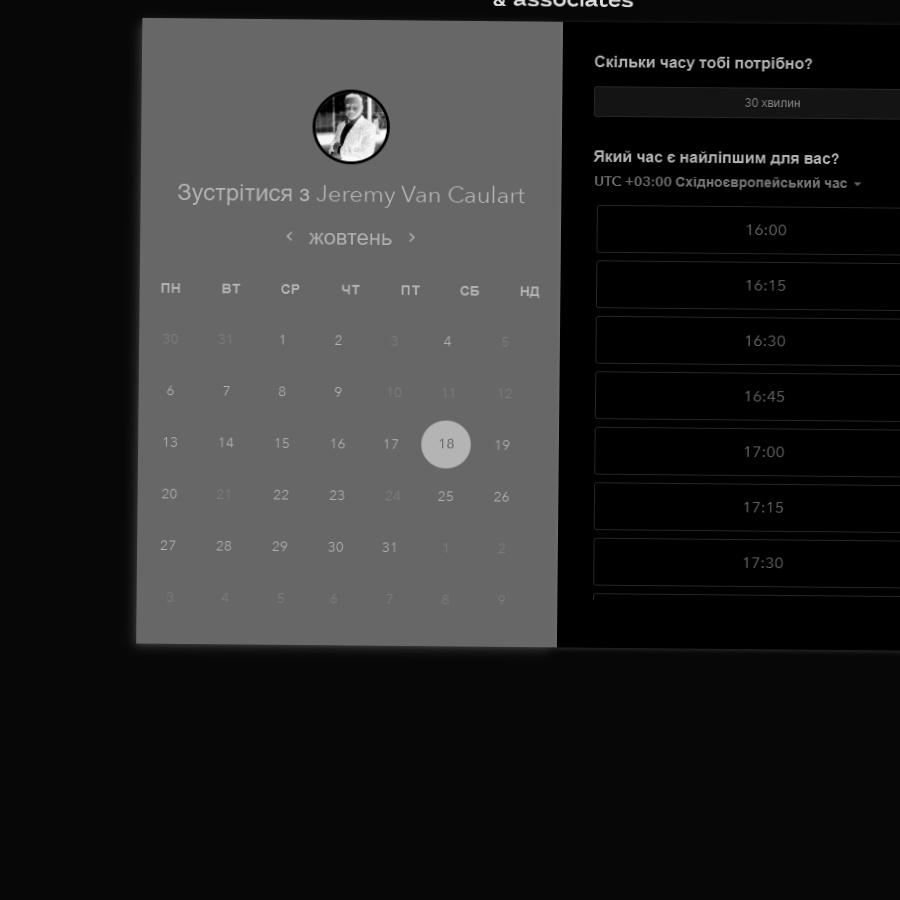 & associates
Зустрітися з Jeremy Van Caulart
жовтень
ПН ВТ СР ЧТ ПТ СБ НД
30 31 1 2 3 4 5
6 7 8 9 10 11 12
13 14 15 16 17 18 19
20 21 22 23 24 25 26
27 28 29 30 31 1 2
3 4 5 6 7 8 9
Скільки часу тобі потрібно?
30 хвилин
Який час є найліпшим для вас?
UTC +03:00 Східноєвропейський час
16:00
16:15
16:30
16:45
17:00
17:15
17:30